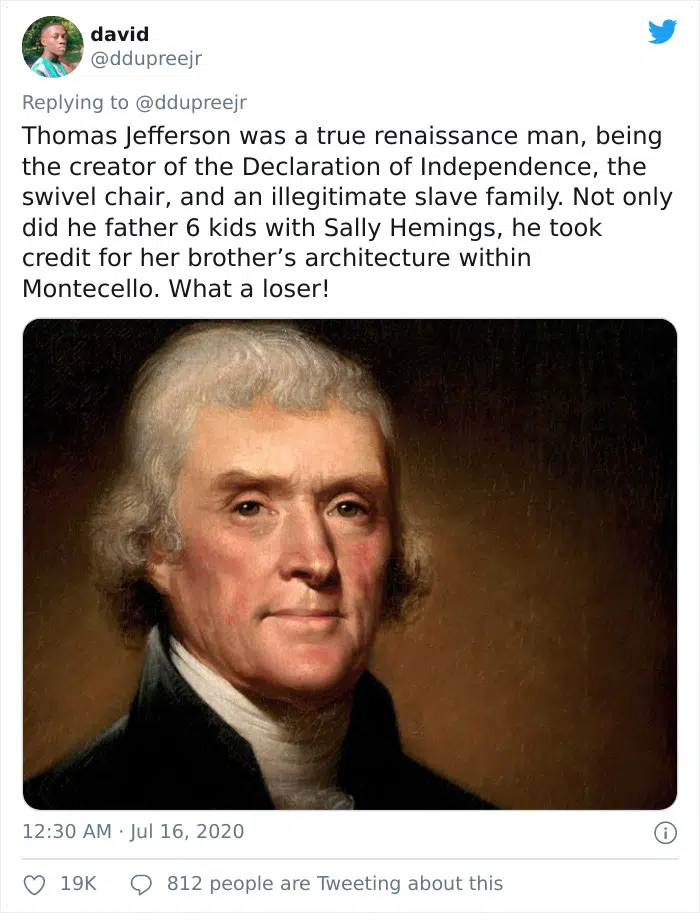 david
@ddupreejr
Replying to @ddupreejr
Thomas Jefferson was a true renaissance man, being
the creator of the Declaration of Independence, the
swivel chair, and an illegitimate slave family. Not only
did he father 6 kids with Sally Hemings, he took
credit for her brother’s architecture within
Montecello. What a loser!
12:30 AM · Jul 16, 2020
19K 812 people are Tweeting about this